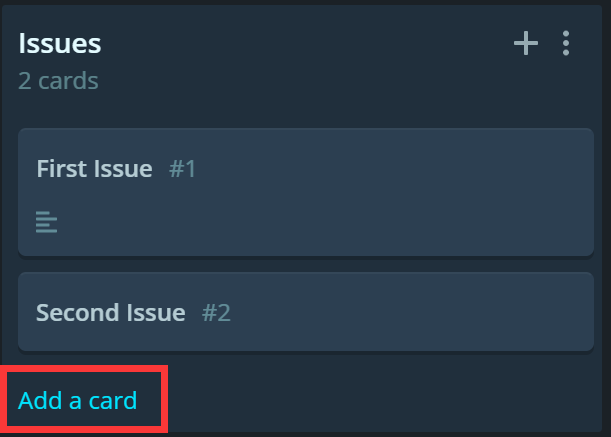 Issues
2 cards
First Issue #1
Second Issue #2
Add a card